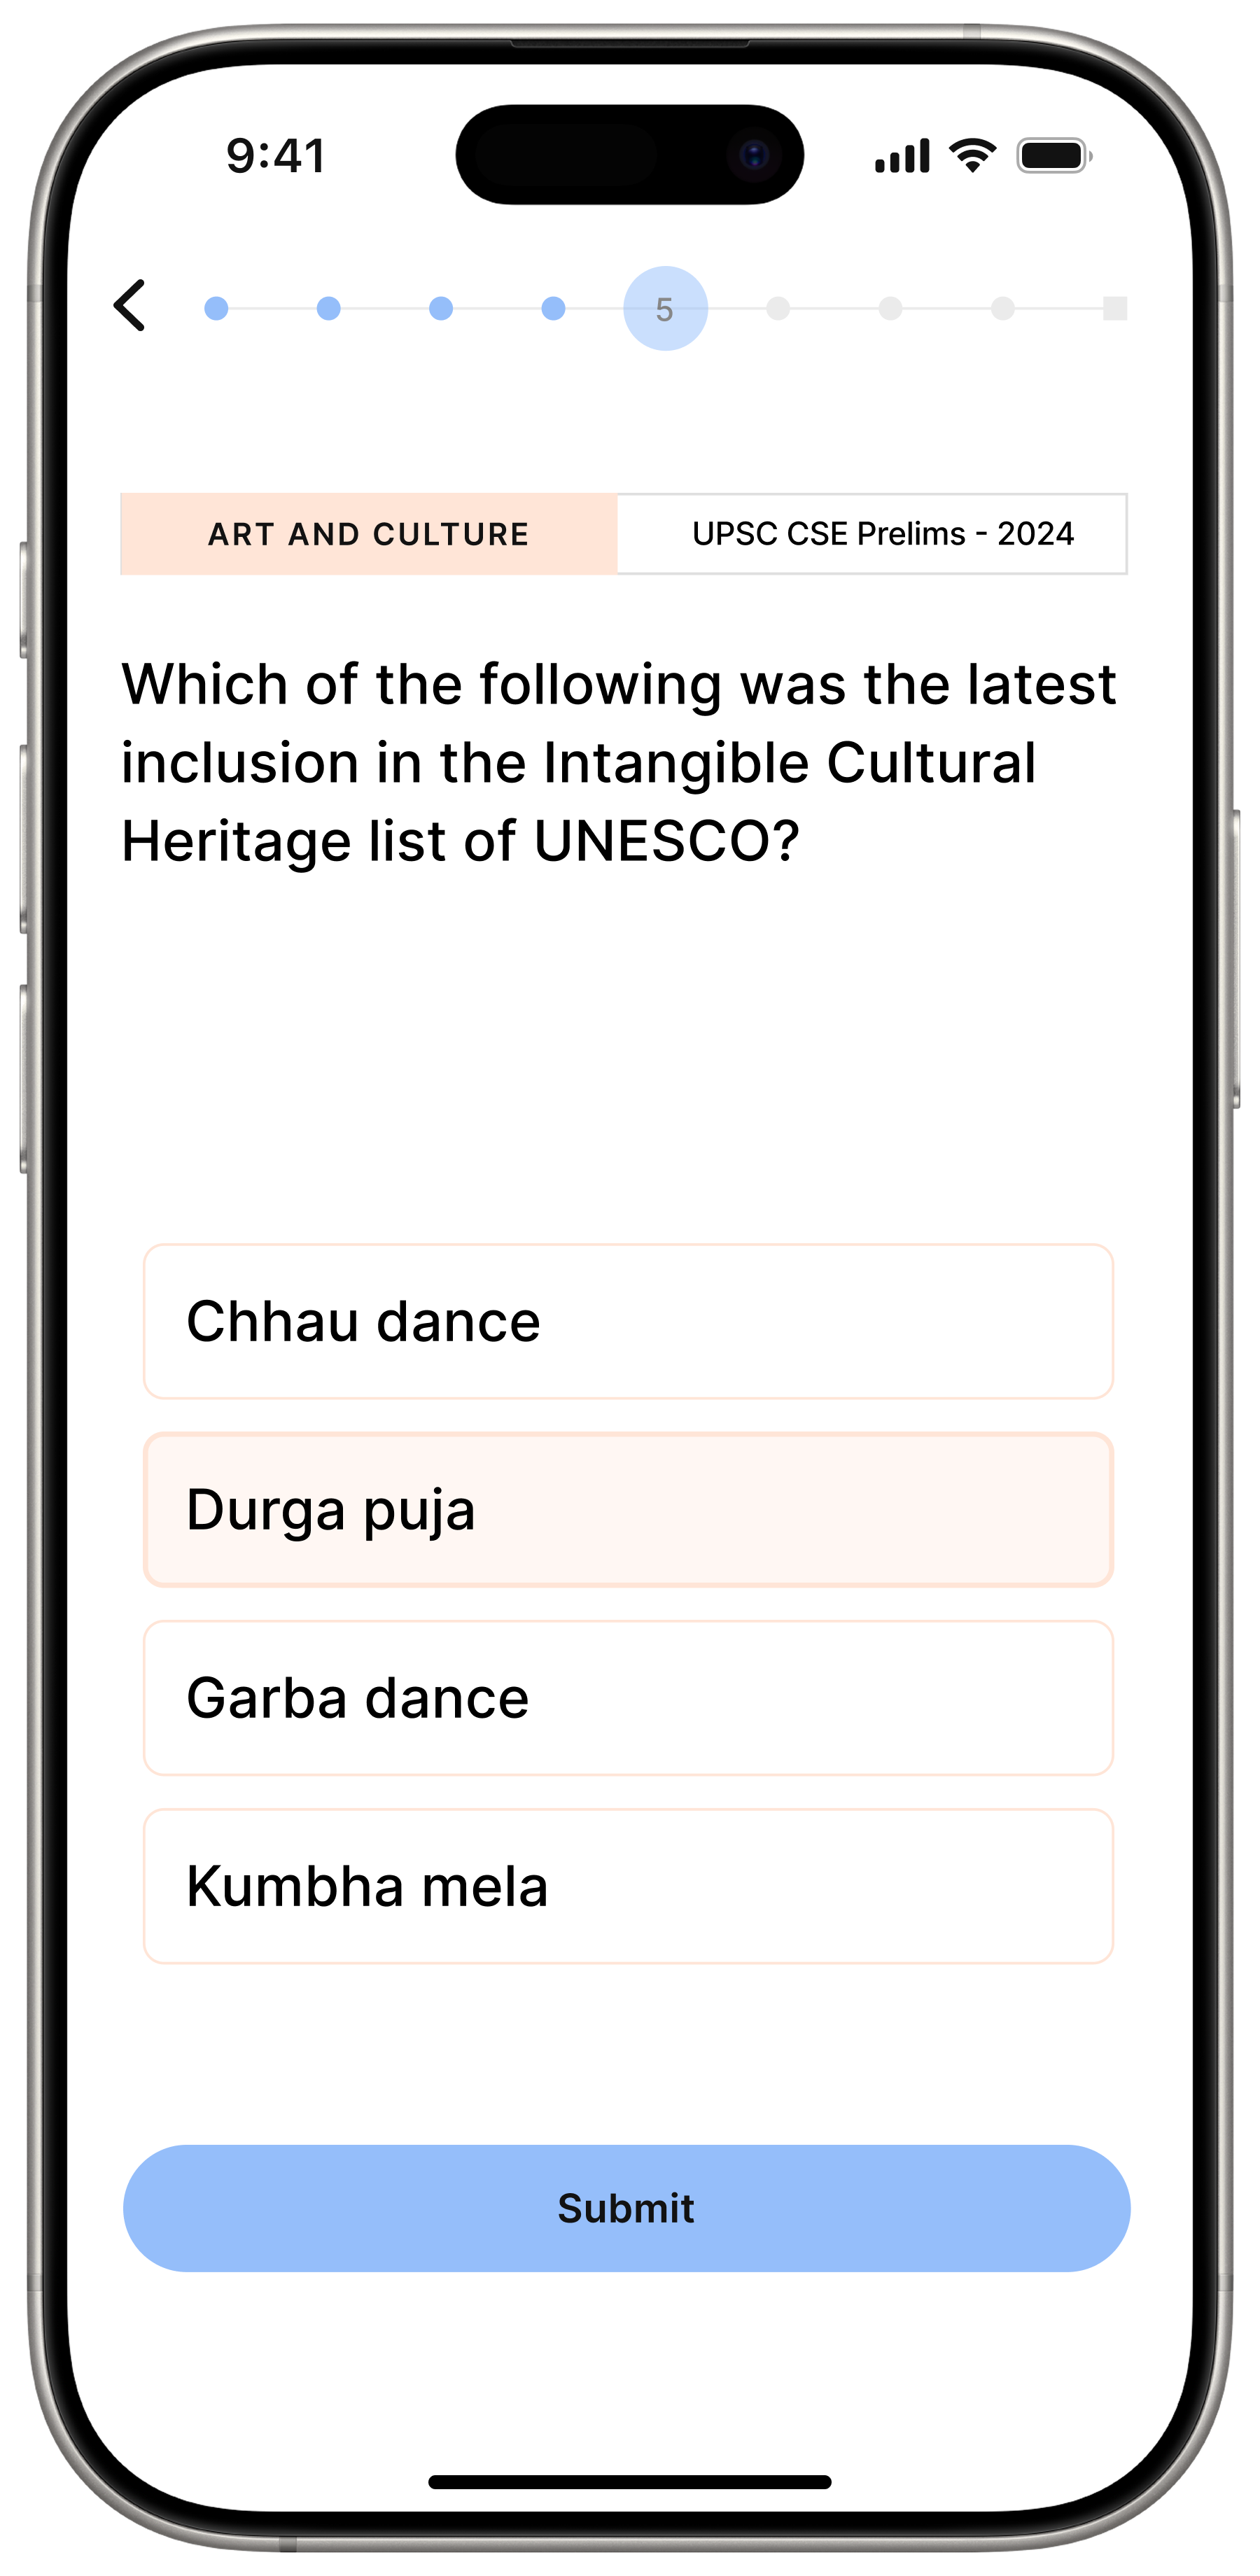 9:41
5
ART AND CULTURE
UPSC CSE Prelims - 2024
Which of the following was the latest
inclusion in the Intangible Cultural
Heritage list of UNESCO?
Chhau dance
Durga puja
Garba dance
Kumbha mela
Submit